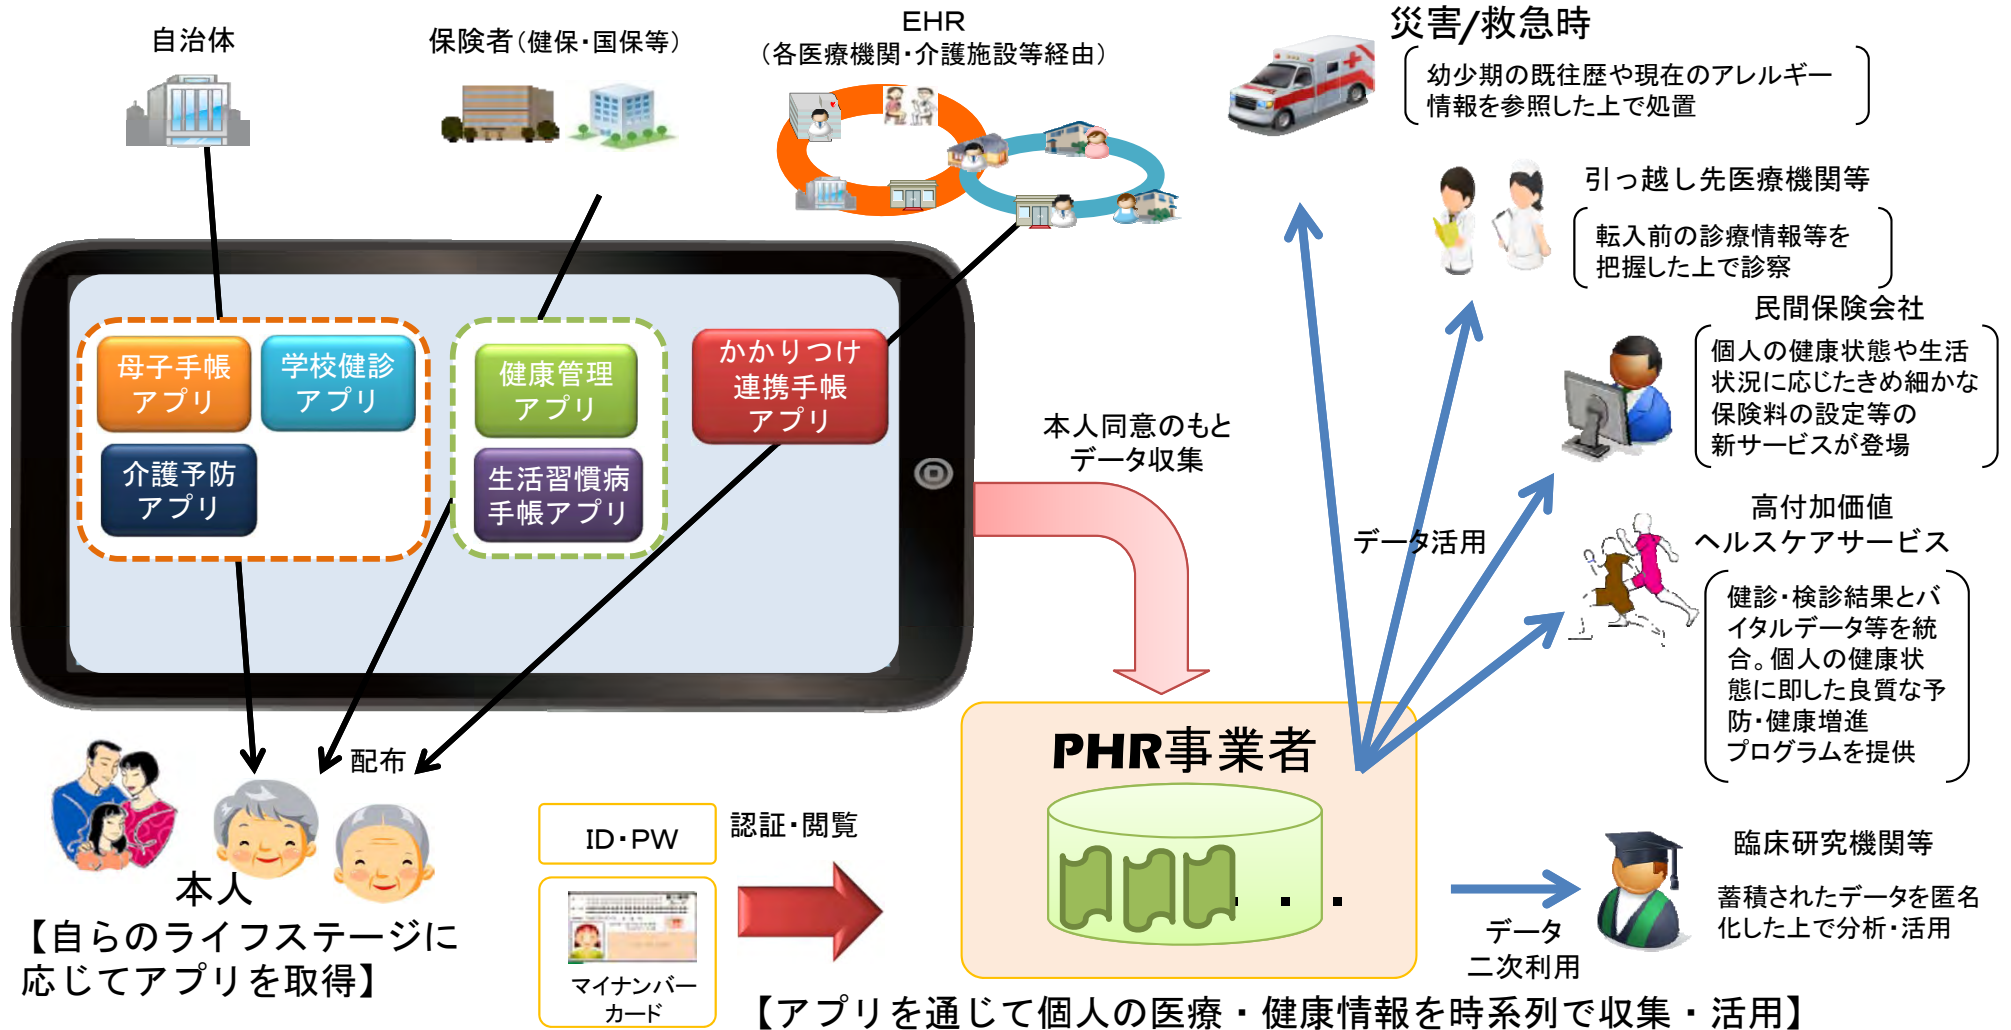 自治体
保険者(健保・国保等)
EHR
(各医療機関・介護施設等経由)
災害/救急時
幼少期の既往歴や現在のアレルギー
情報を参照した上で処置
引っ越し先医療機関等
転入前の診療情報等を
把握した上で診察
民間保険会社
個人の健康状態や生活
状況に応じたきめ細かな
保険料の設定等の
新サービスが登場
高付加価値
ヘルスケアサービス
健診・検診結果とバ
イタルデータ等を統
合。個人の健康状
態に即した良質な予
防・健康増進
プログラムを提供
母子手帳
アプリ
学校健診
アプリ
介護予防
アプリ
健康管理
アプリ
生活習慣病
手帳アプリ
かかりつけ
連携手帳
アプリ
本人同意のもと
データ収集
データ活用
配布
本人
【自らのライフステージに
応じてアプリを取得】
ID・PW
認証・閲覧
マイナンバー
カード
PHR事業者
・・・
データ
二次利用
臨床研究機関等
蓄積されたデータを匿名
化した上で分析・活用
【アプリを通じて個人の医療・健康情報を時系列で収集・活用】